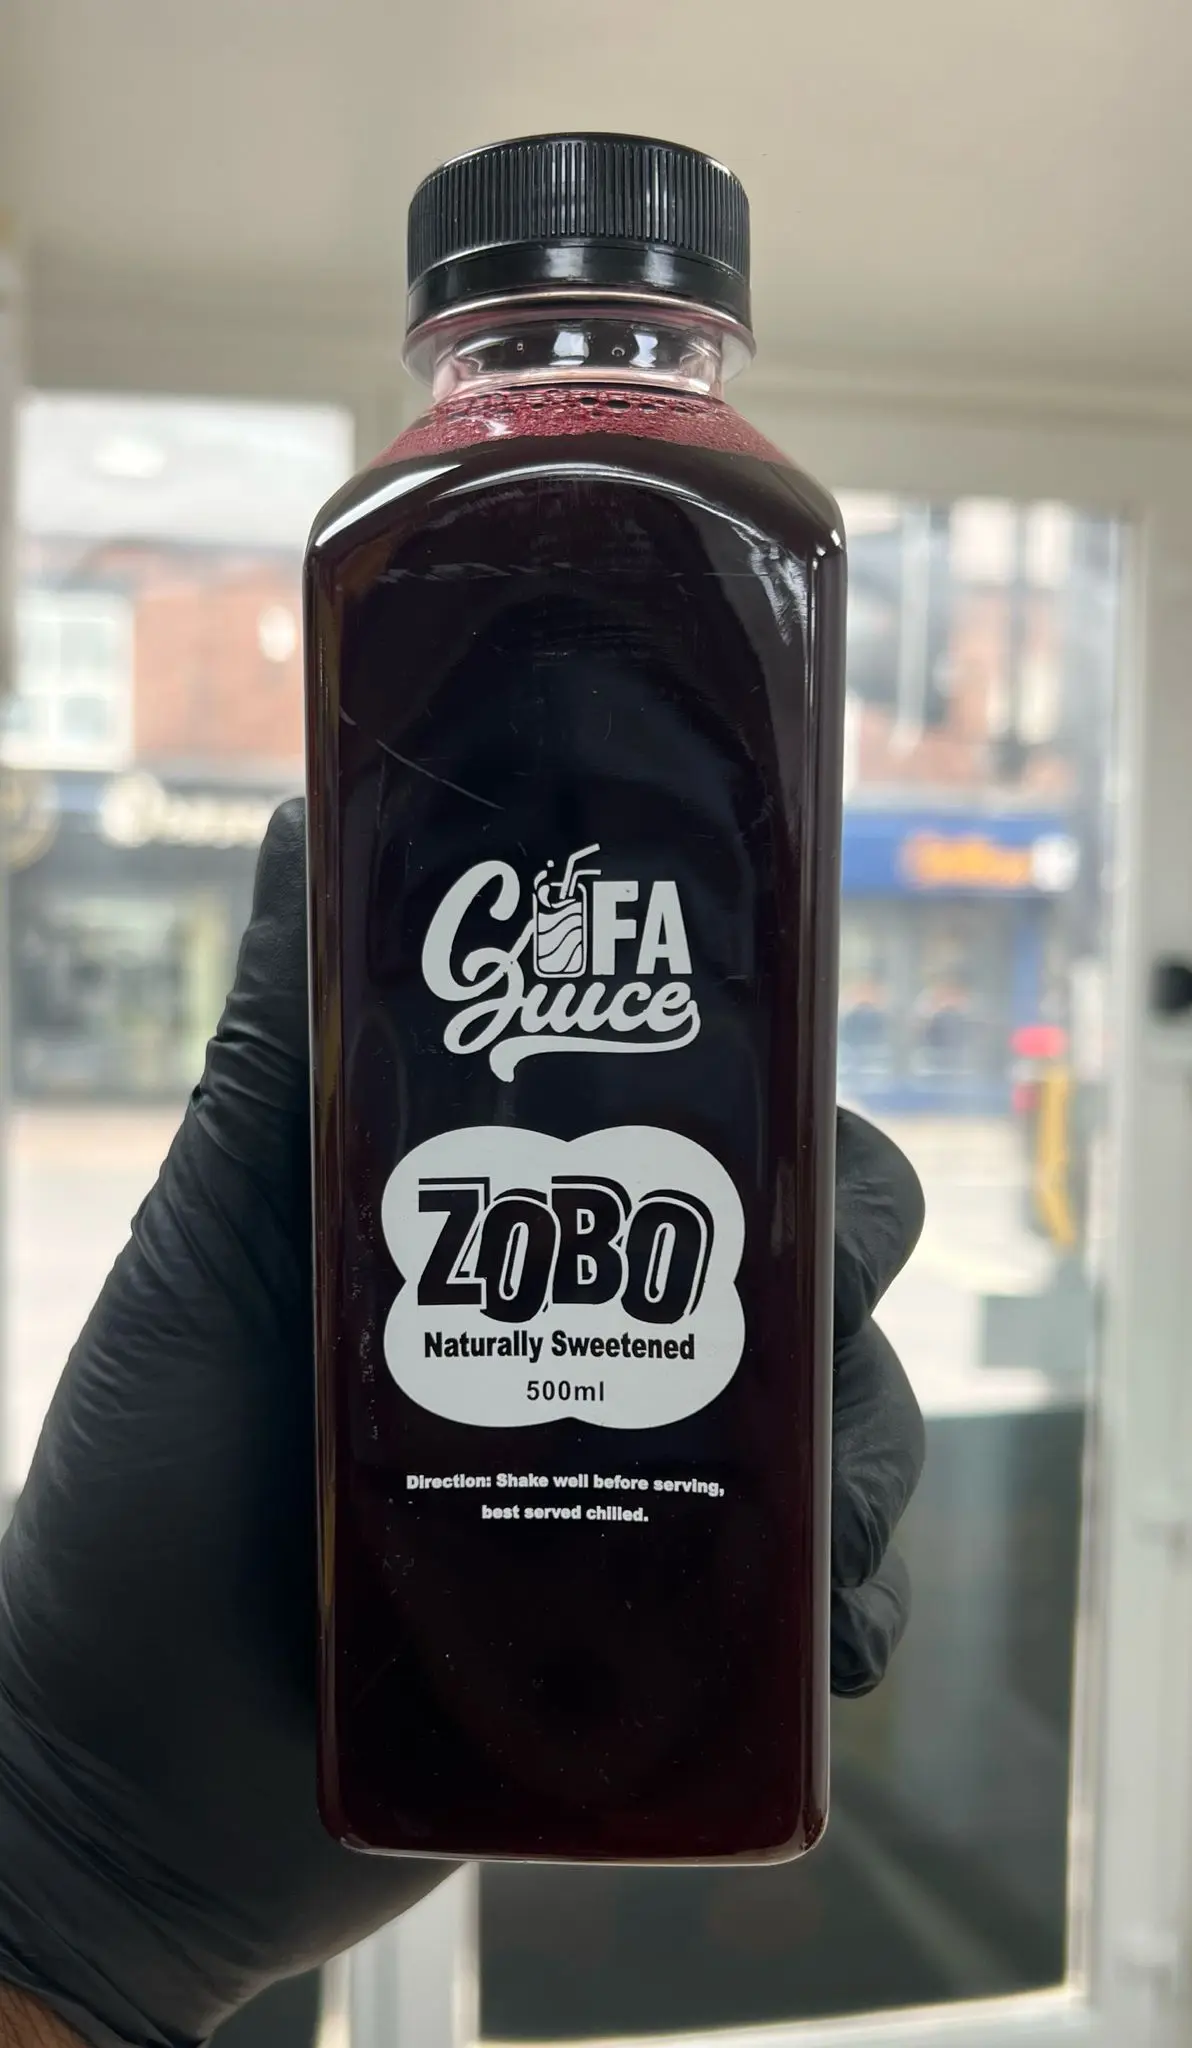 GOFA
Juice
ZOBO
Naturally Sweetened
500ml
Direction: Shake well before serving,
best served chilled.